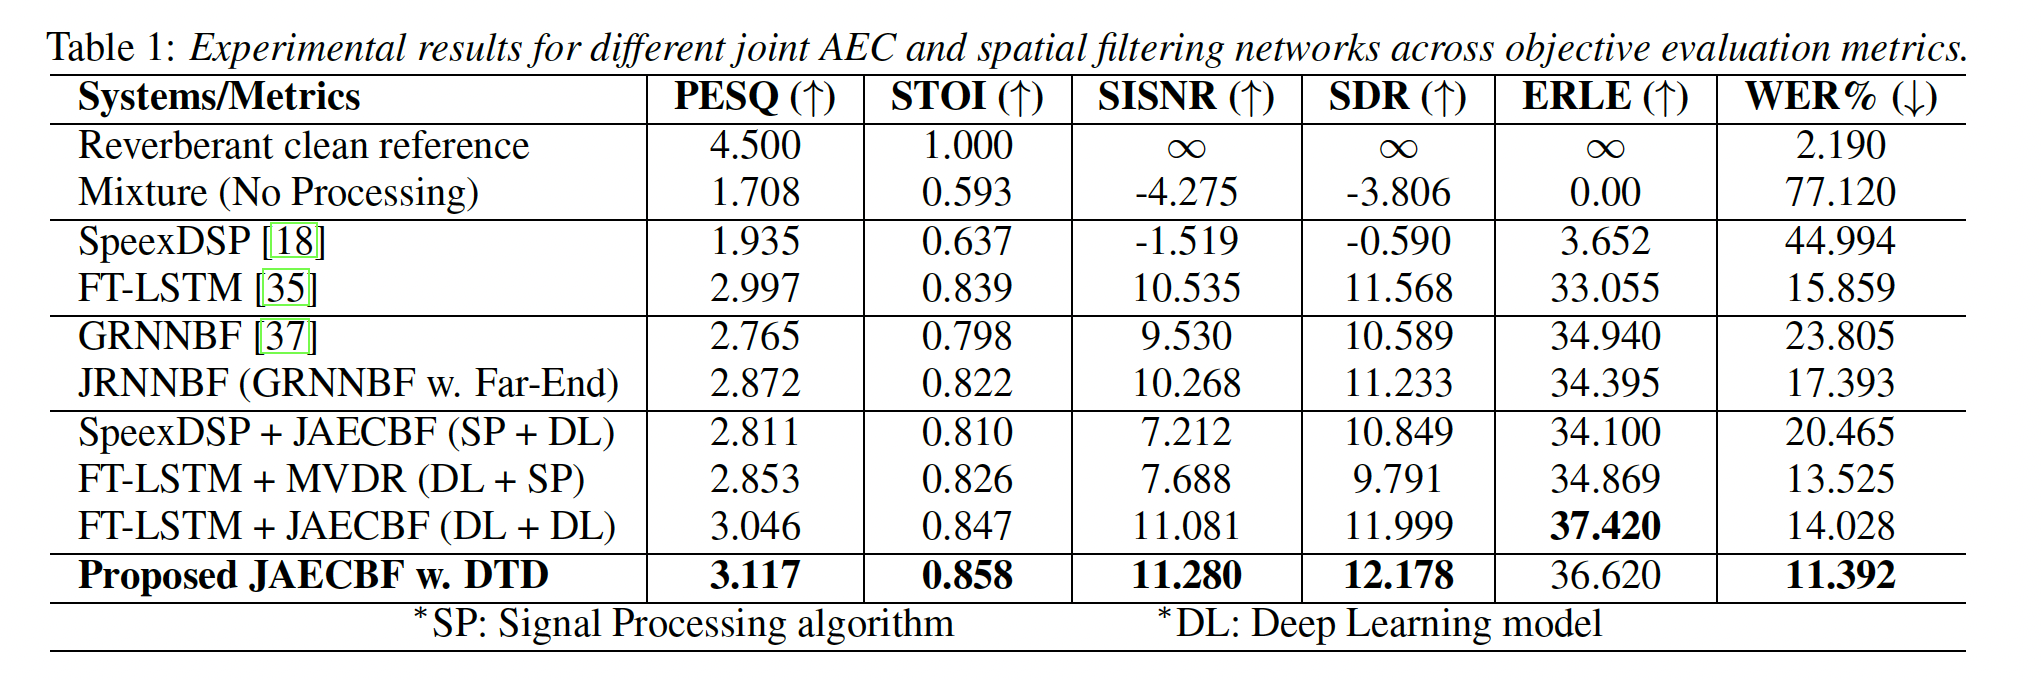 Table 1: Experimental results for different joint AEC and spatial filtering networks across objective evaluation metrics.
Systems/Metrics PESQ (↑) STOI (↑) SISNR (↑) SDR (↑) ERLE (↑) WER% (↓)
Reverberant clean reference 4.500 1.000 ∞ ∞ ∞ 2.190
Mixture (No Processing) 1.708 0.593 -4.275 -3.806 0.00 77.120
SpeexDSP [18] 1.935 0.637 -1.519 -0.590 3.652 44.994
FT-LSTM [35] 2.997 0.839 10.535 11.568 33.055 15.859
GRNNBF [37] 2.765 0.798 9.530 10.589 34.940 23.805
JRNNBF (GRNNBF w. Far-End) 2.872 0.822 10.268 11.233 34.395 17.393
SpeexDSP + JAECBF (SP + DL) 2.811 0.810 7.212 10.849 34.100 20.465
FT-LSTM + MVDR (DL + SP) 2.853 0.826 7.688 9.791 34.869 13.525
FT-LSTM + JAECBF (DL + DL) 3.046 0.847 11.081 11.999 37.420 14.028
Proposed JAECBF w. DTD 3.117 0.858 11.280 12.178 36.620 11.392
*SP: Signal Processing algorithm *DL: Deep Learning model